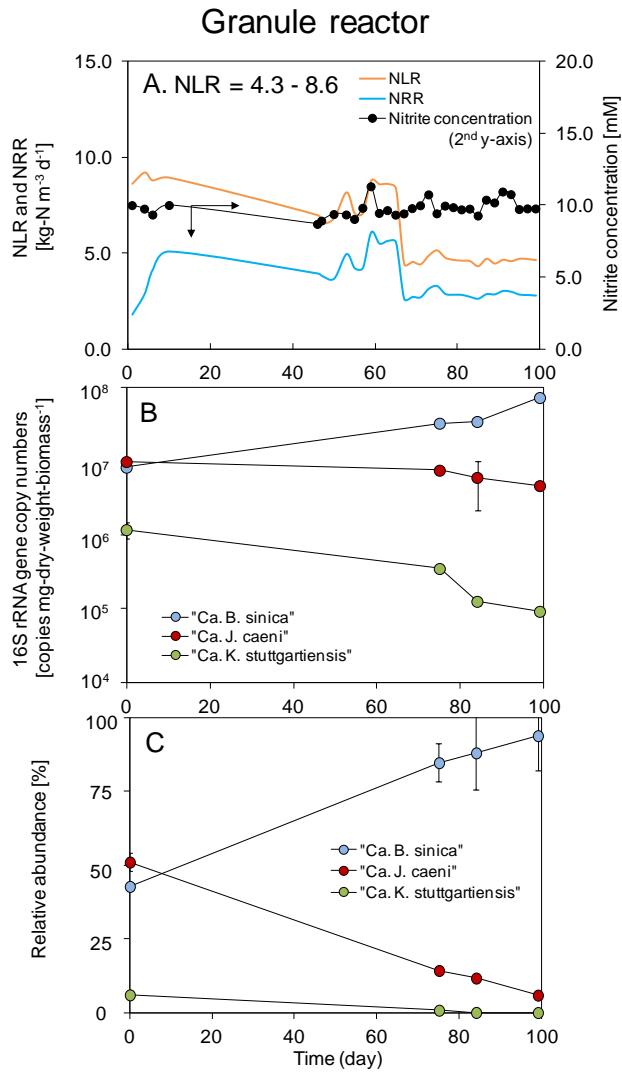 Granule reactor
15.0
10.0
5.0
0.0
NLR and NRR
[kg-N m⁻³ d⁻¹]
A. NLR = 4.3 - 8.6
NLR
NRR
Nitrite concentration
(2nd y-axis)
20.0
15.0
10.0
5.0
0.0
Nitrite concentration [mM]
0 20 40 60 80 100
16S rRNA gene copy numbers
[copies mg-dry-weight-biomass⁻¹]
10⁸
10⁷
10⁶
10⁵
10⁴
B
"Ca. B. sinica"
"Ca. J. caeni"
"Ca. K. stuttgartiensis"
0 20 40 60 80 100
Relative abundance [%]
100
75
50
25
0
C
"Ca. B. sinica"
"Ca. J. caeni"
"Ca. K. stuttgartiensis"
0 20 40 60 80 100
Time (day)